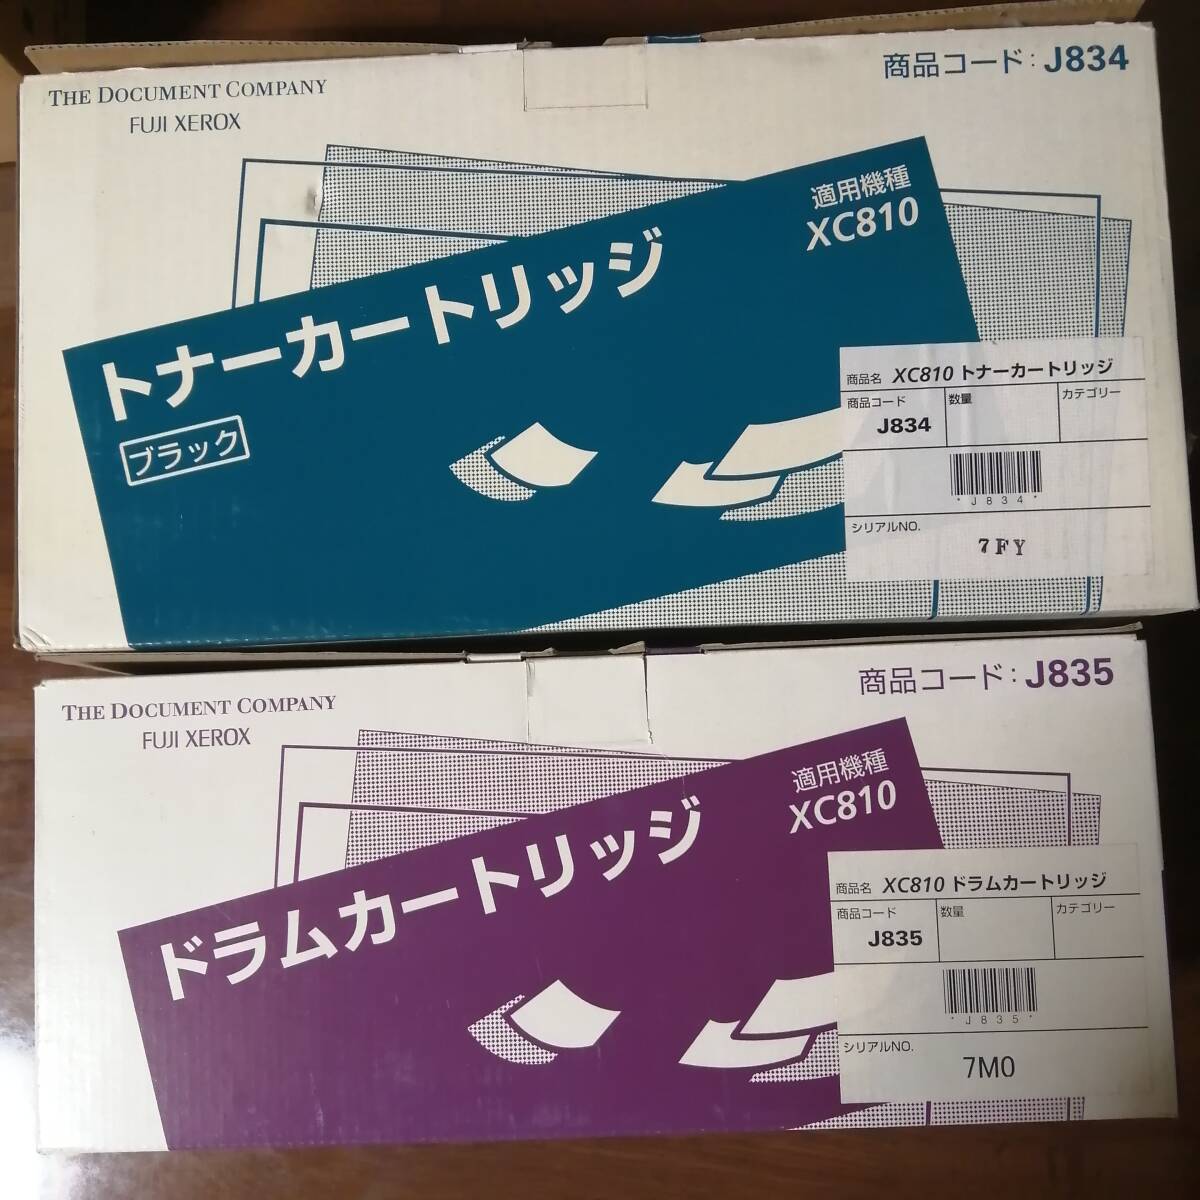 THE DOCUMENT COMPANY
FUJI XEROX
商品コード:J834
適用機種
XC810
トナーカートリッジ
ブラック
商品名 XC810 トナーカートリッジ
商品コード 数量 カテゴリー
J834
*J834*
シリアルNO.
7FY
THE DOCUMENT COMPANY
FUJI XEROX
商品コード:J835
適用機種
XC810
ドラムカートリッジ
商品名 XC810 ドラムカートリッジ
商品コード 数量 カテゴリー
J835
*J835*
シリアルNO.
7M0